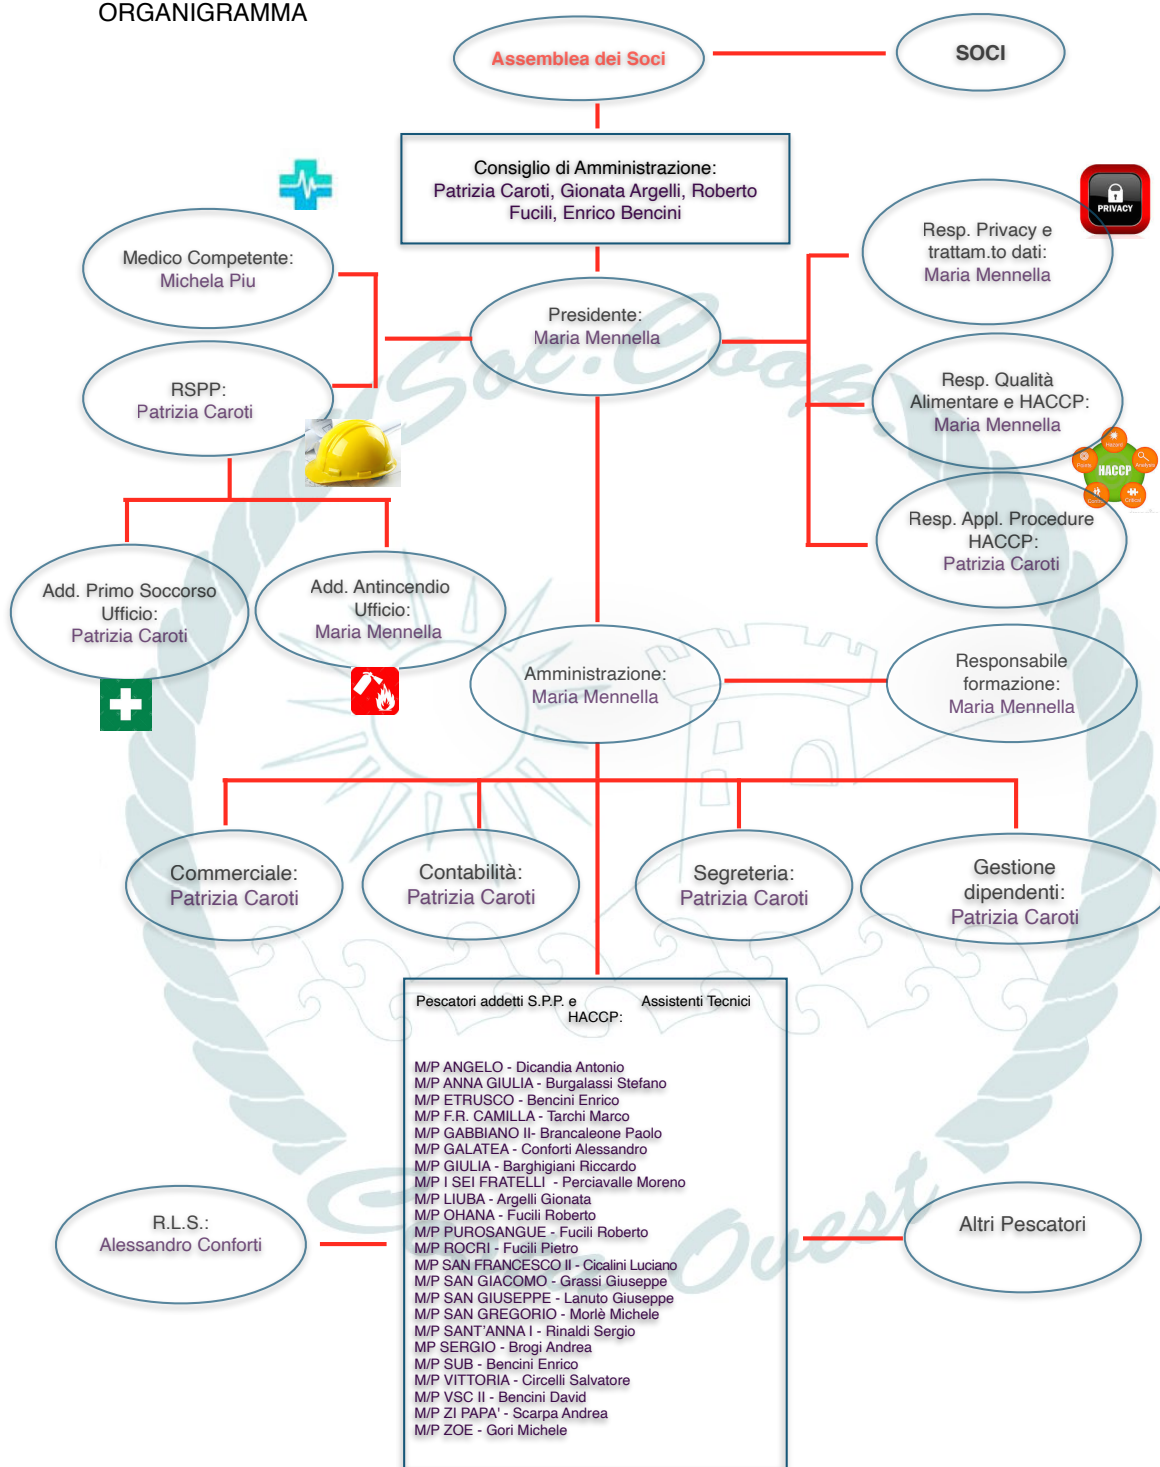 ORGANIGRAMMA
Assemblea dei Soci
SOCI
Consiglio di Amministrazione:
Patrizia Caroti, Gionata Argelli, Roberto
Fucili, Enrico Bencini
PRIVACY
Medico Competente:
Michela Piu
Resp. Privacy e
trattam.to dati:
Maria Mennella
Presidente:
Maria Mennella
RSPP:
Patrizia Caroti
Resp. Qualità
Alimentare e HACCP:
Maria Mennella
Hazard
Analysis
Critical
Control
Points
HACCP
Resp. Appl. Procedure
HACCP:
Patrizia Caroti
Add. Primo Soccorso
Ufficio:
Patrizia Caroti
Add. Antincendio
Ufficio:
Maria Mennella
Amministrazione:
Maria Mennella
Responsabile
formazione:
Maria Mennella
Commerciale:
Patrizia Caroti
Contabilità:
Patrizia Caroti
Segreteria:
Patrizia Caroti
Gestione
dipendenti:
Patrizia Caroti
Pescatori addetti S.P.P. e Assistenti Tecnici
HACCP:
M/P ANGELO - Dicandia Antonio
M/P ANNA GIULIA - Burgalassi Stefano
M/P ETRUSCO - Bencini Enrico
M/P F.R. CAMILLA - Tarchi Marco
M/P GABBIANO II- Brancaleone Paolo
M/P GALATEA - Conforti Alessandro
M/P GIULIA - Barghigiani Riccardo
M/P I SEI FRATELLI - Perciavalle Moreno
M/P LIUBA - Argelli Gionata
M/P OHANA - Fucili Roberto
M/P PUROSANGUE - Fucili Roberto
M/P ROCRI - Fucili Pietro
M/P SAN FRANCESCO II - Cicalini Luciano
M/P SAN GIACOMO - Grassi Giuseppe
M/P SAN GIUSEPPE - Lanuto Giuseppe
M/P SAN GREGORIO - Morlè Michele
M/P SANT'ANNA I - Rinaldi Sergio
MP SERGIO - Brogi Andrea
M/P SUB - Bencini Enrico
M/P VITTORIA - Circelli Salvatore
M/P VSC II - Bencini David
M/P ZI PAPA' - Scarpa Andrea
M/P ZOE - Gori Michele
R.L.S.:
Alessandro Conforti
Altri Pescatori
Soc. Coop.
Ovest